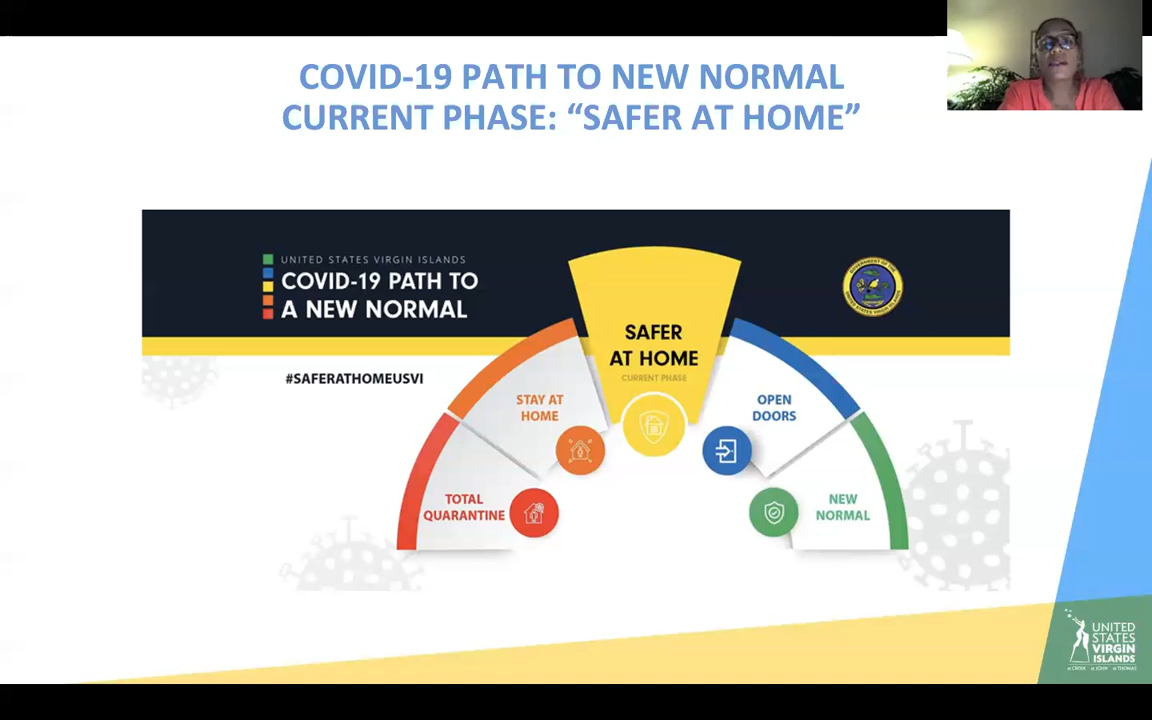 COVID-19 PATH TO NEW NORMAL
CURRENT PHASE: “SAFER AT HOME”
UNITED STATES VIRGIN ISLANDS
COVID-19 PATH TO
A NEW NORMAL
#SAFERATHOMEUSVI
TOTAL
QUARANTINE
STAY AT
HOME
SAFER
AT HOME
CURRENT PHASE
OPEN
DOORS
NEW
NORMAL
UNITED
STATES
VIRGIN
ISLANDS